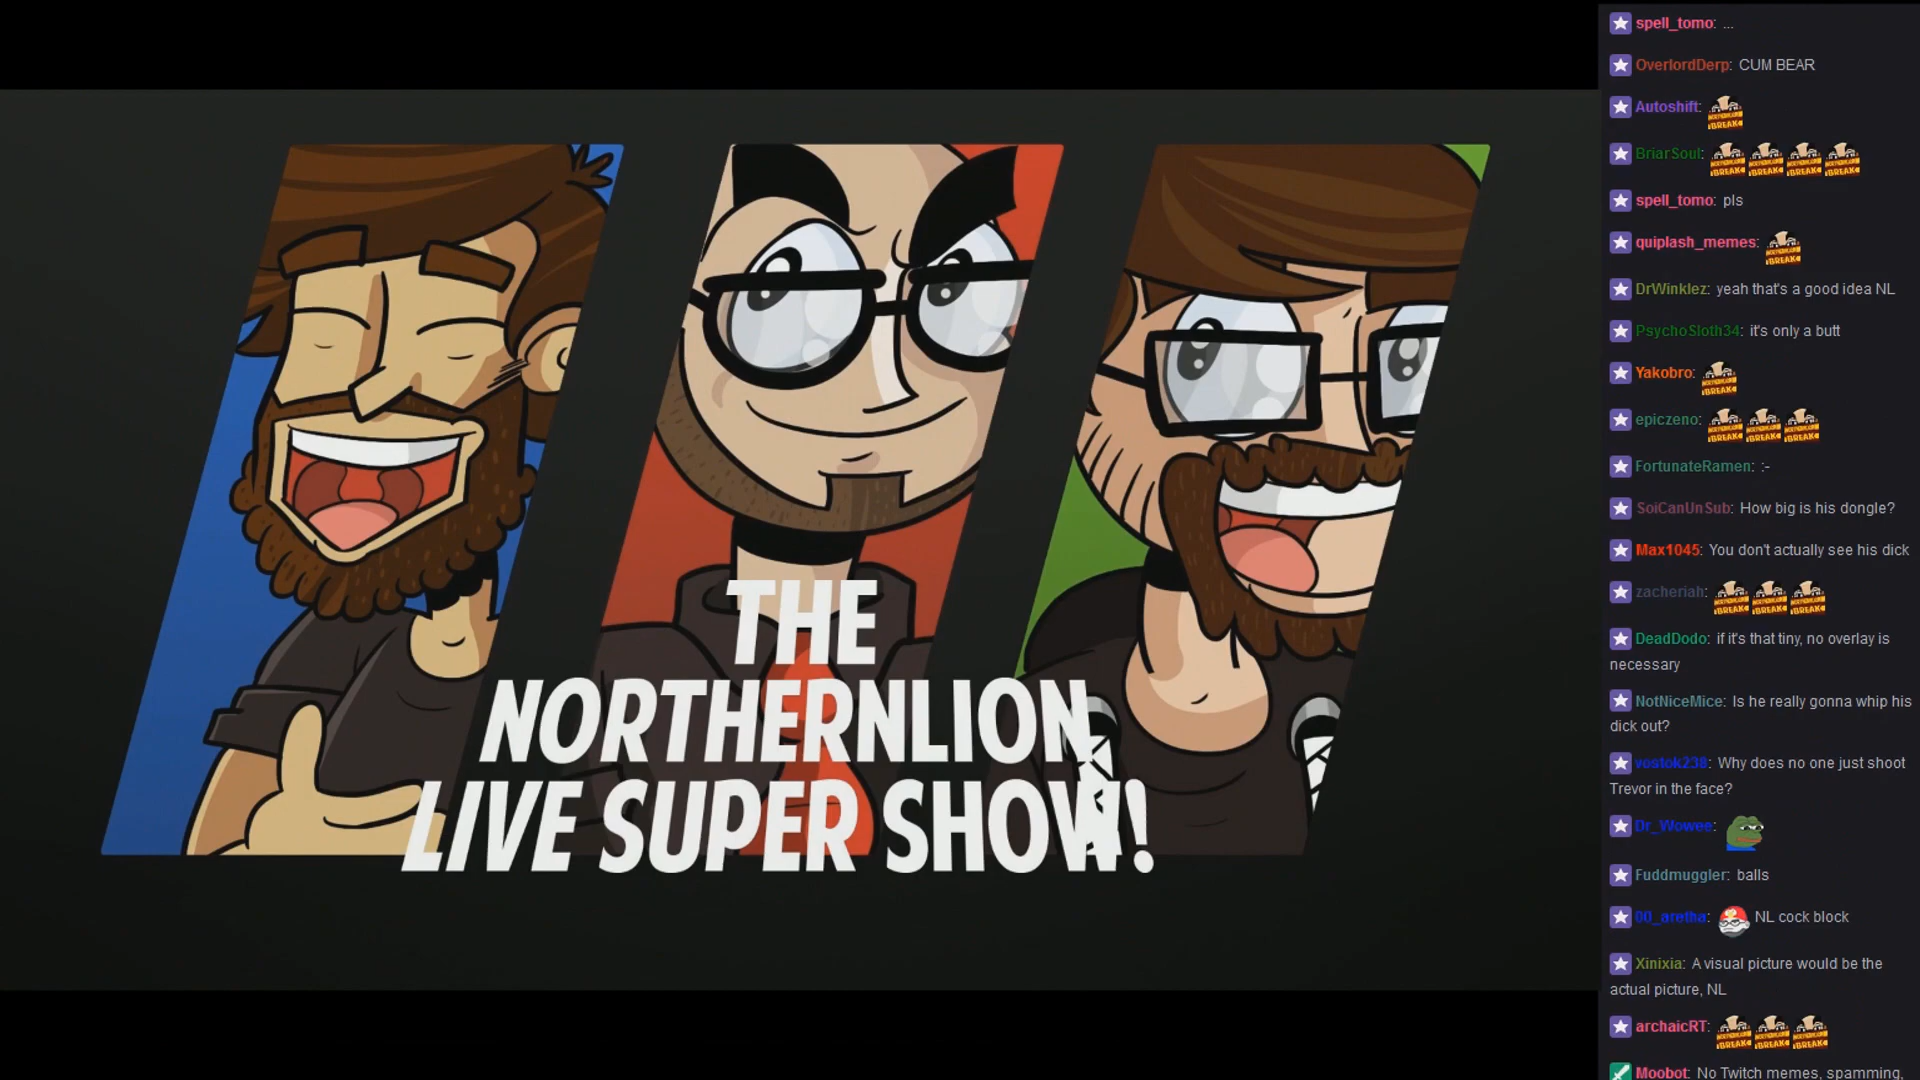 THE
NORTHERNLION
LIVE SUPER SHOW!
spell_tomo: ...
OverlordDerp: CUM BEAR
Autoshift:
BriarSoul:
spell_tomo: pls
quiplash_memes:
DrWinklez: yeah that's a good idea NL
PsychoSloth34: it's only a butt
Yakobro:
epiczeno:
FortunateRamen: :-
SoiCanUnSub: How big is his dongle?
Max1045: You don't actually see his dick
zacheriah:
DeadDodo: if it's that tiny, no overlay is
necessary
NotNiceMice: Is he really gonna whip his
dick out?
vostok238: Why does no one just shoot
Trevor in the face?
Dr_Wowee:
Fuddmuggler: balls
00_aretha: NL cock block
Xinixia: A visual picture would be the
actual picture, NL
archaicRT:
Moobot: No Twitch memes, spamming,